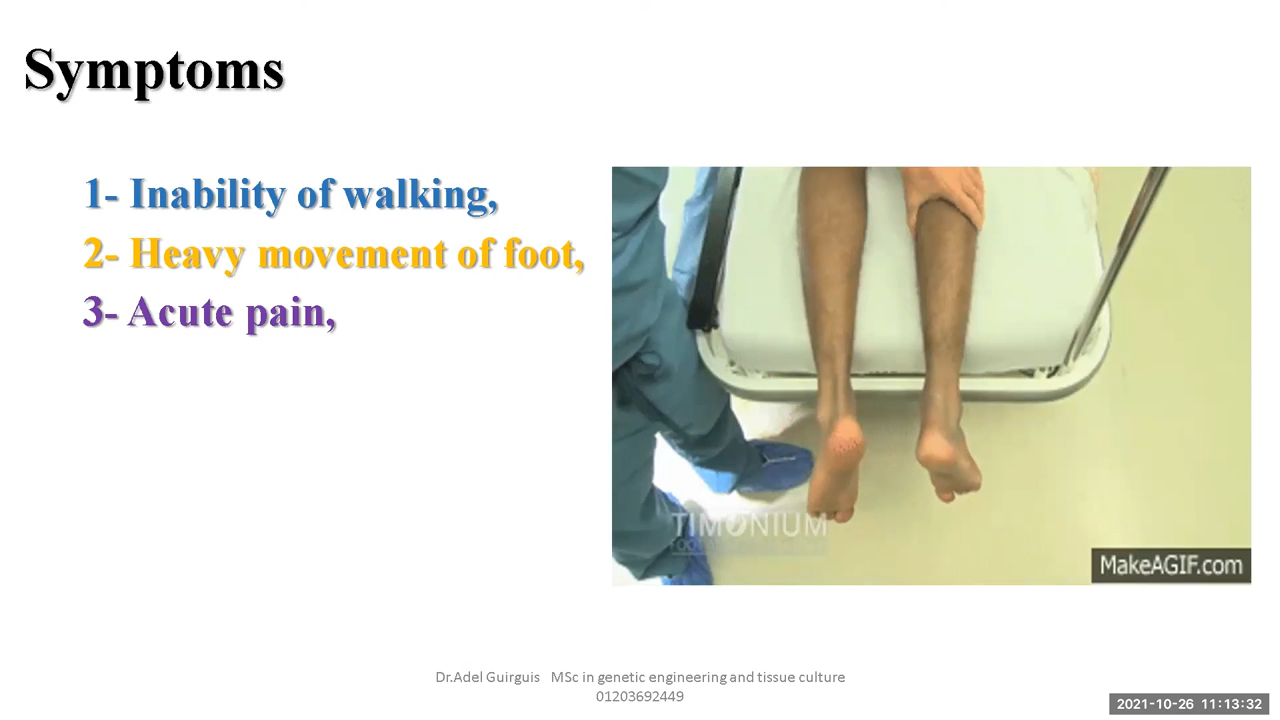 Symptoms
1- Inability of walking,
2- Heavy movement of foot,
3- Acute pain,
TIMONIUM
MakeAGIF.com
Dr.Adel Guirguis MSc in genetic engineering and tissue culture
01203692449
2021-10-26 11:13:32